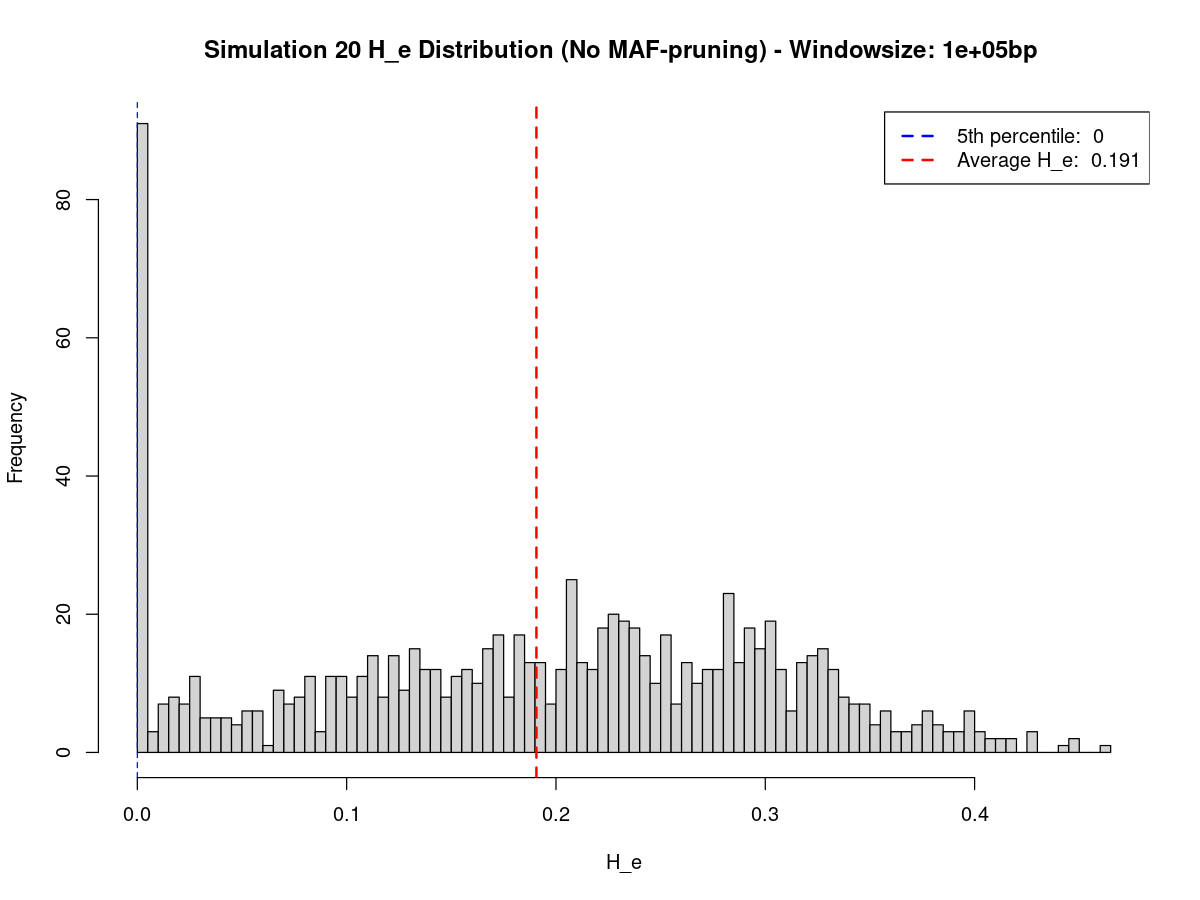 Simulation 20 H_e Distribution (No MAF-pruning) - Windowsize: 1e+05bp
5th percentile: 0
Average H_e: 0.191
Frequency
80
60
40
20
0
0.0 0.1 0.2 0.3 0.4
H_e